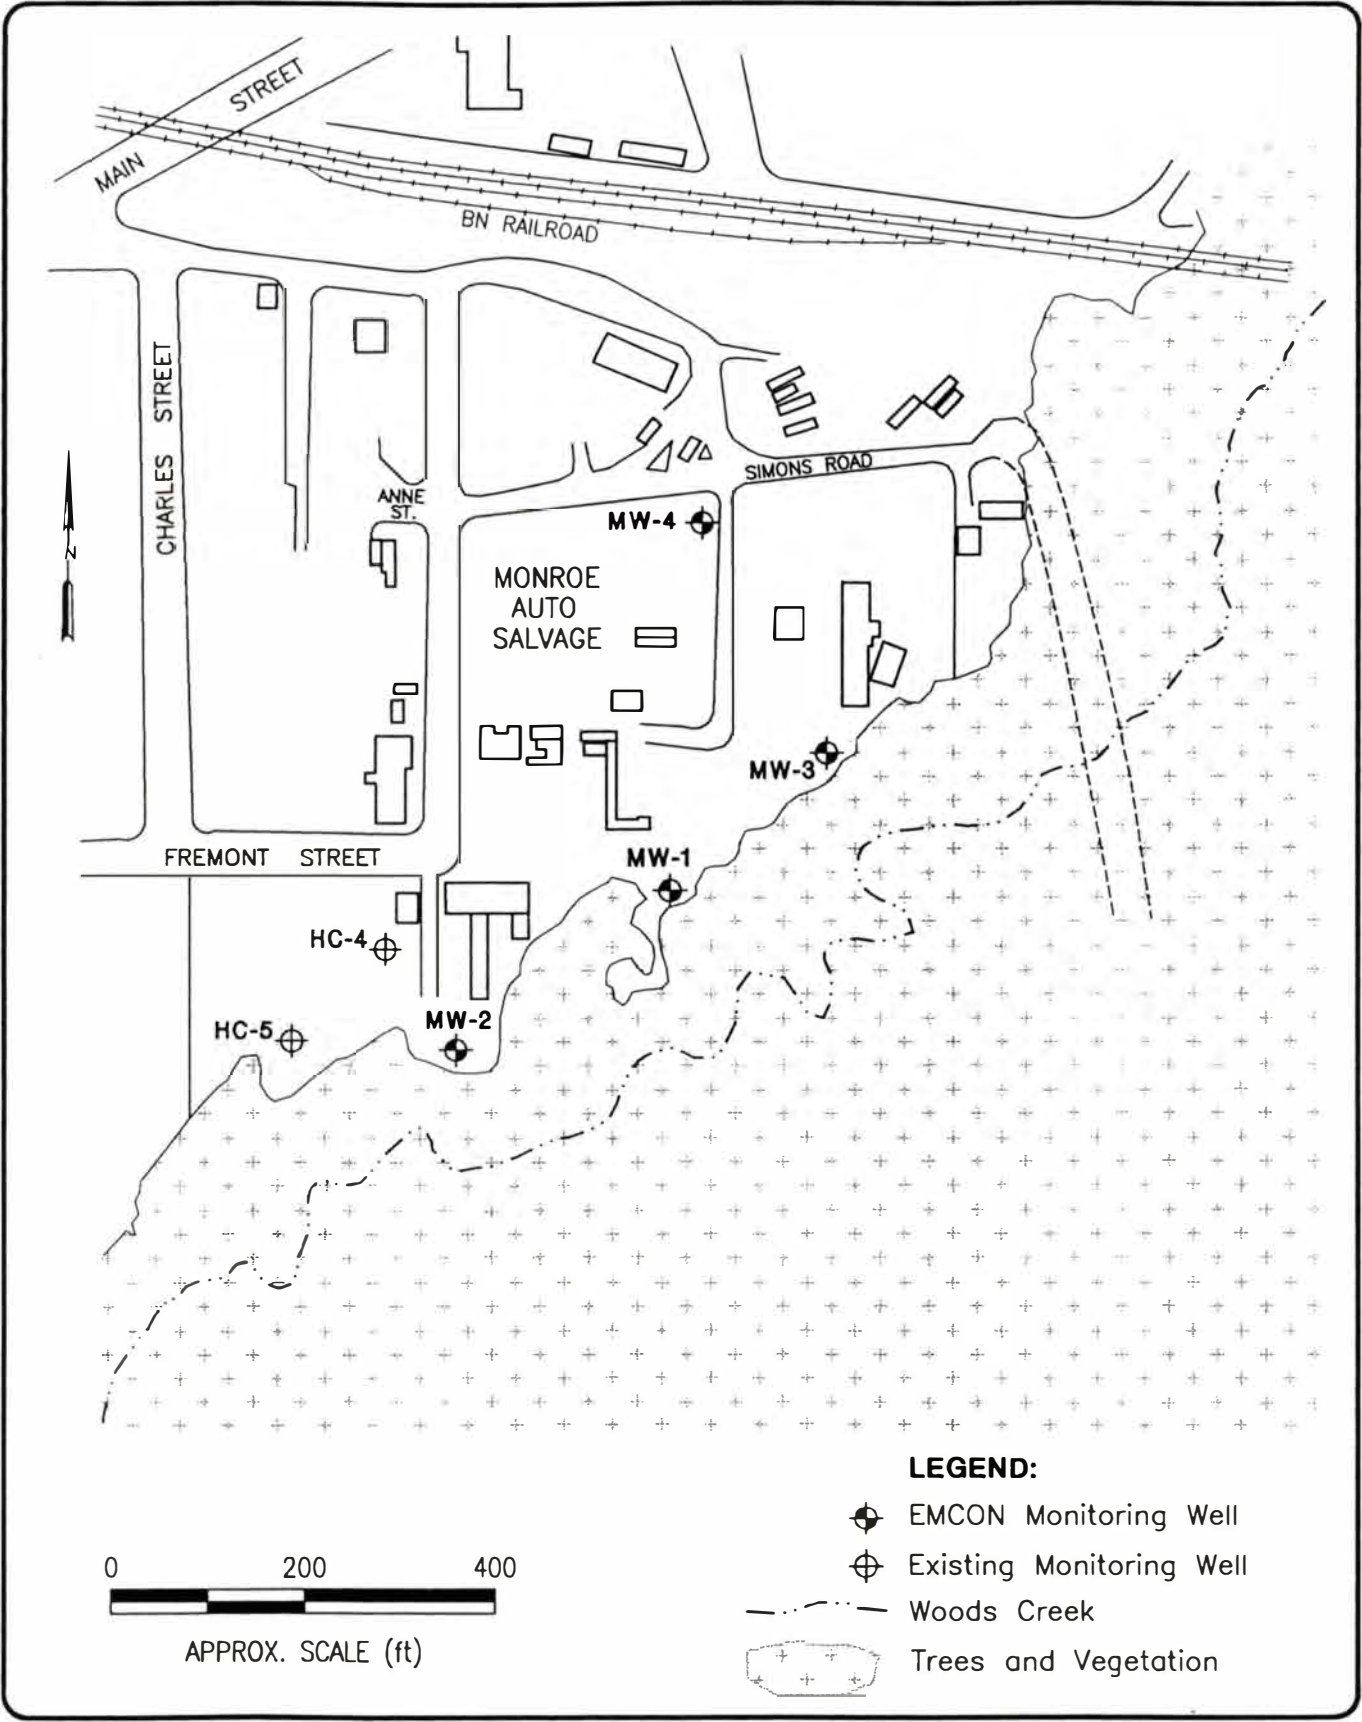 MAIN STREET
BN RAILROAD
CHARLES STREET
ANNE
ST.
SIMONS ROAD
MW-4
N
MONROE
AUTO
SALVAGE
MW-3
FREMONT STREET
MW-1
HC-4
MW-2
HC-5
LEGEND:
EMCON Monitoring Well
Existing Monitoring Well
Woods Creek
Trees and Vegetation
0 200 400
APPROX. SCALE (ft)